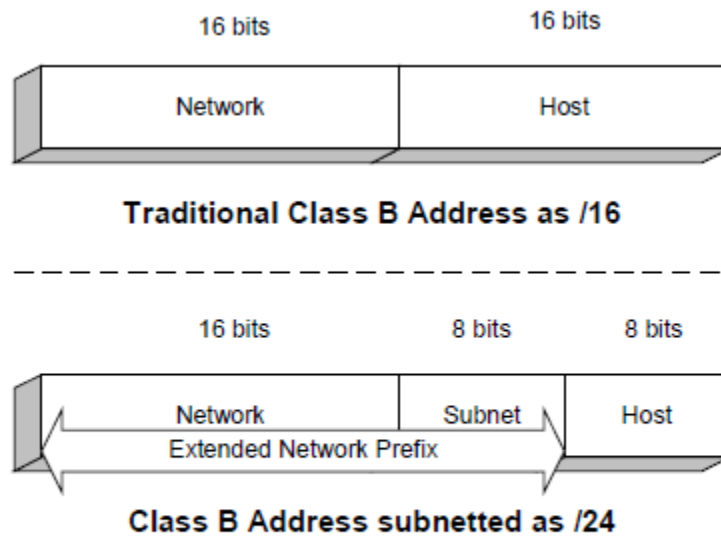 16 bits 16 bits
Network Host
Traditional Class B Address as /16
16 bits 8 bits 8 bits
Network Subnet Host
Extended Network Prefix
Class B Address subnetted as /24